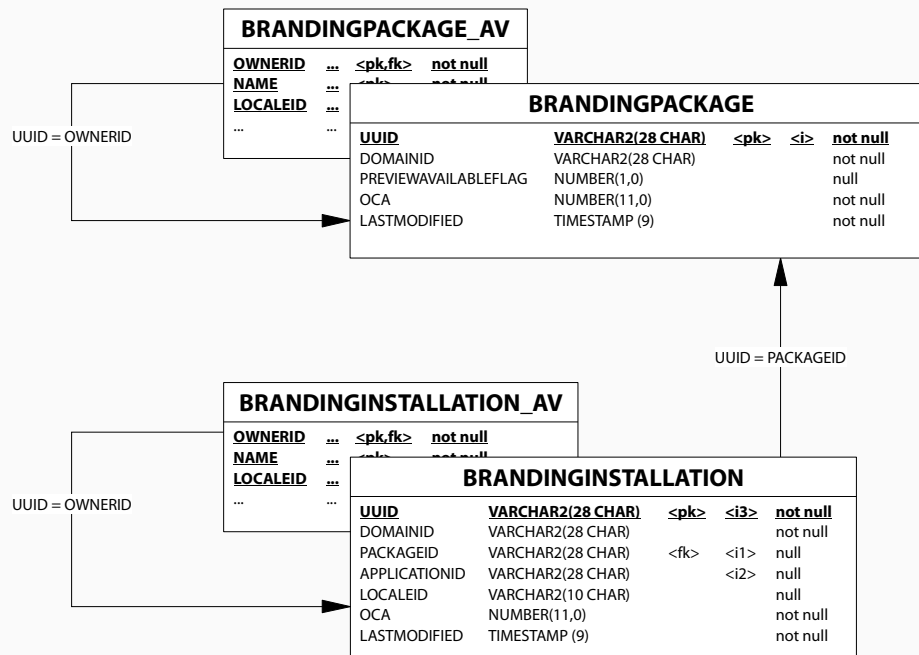 BRANDINGPACKAGE_AV
OWNERID ... <pk,fk> not null
NAME ...
LOCALEID ...
... ...
UUID = OWNERID
BRANDINGPACKAGE
UUID VARCHAR2(28 CHAR) <pk> <i> not null
DOMAINID VARCHAR2(28 CHAR) not null
PREVIEWAVAILABLEFLAG NUMBER(1,0) null
OCA NUMBER(11,0) not null
LASTMODIFIED TIMESTAMP (9) not null
UUID = PACKAGEID
BRANDINGINSTALLATION_AV
OWNERID ... <pk,fk> not null
NAME ... <pk> not null
LOCALEID ...
... ...
UUID = OWNERID
BRANDINGINSTALLATION
UUID VARCHAR2(28 CHAR) <pk> <i3> not null
DOMAINID VARCHAR2(28 CHAR) not null
PACKAGEID VARCHAR2(28 CHAR) <fk> <i1> null
APPLICATIONID VARCHAR2(28 CHAR) <i2> null
LOCALEID VARCHAR2(10 CHAR) null
OCA NUMBER(11,0) not null
LASTMODIFIED TIMESTAMP (9) not null